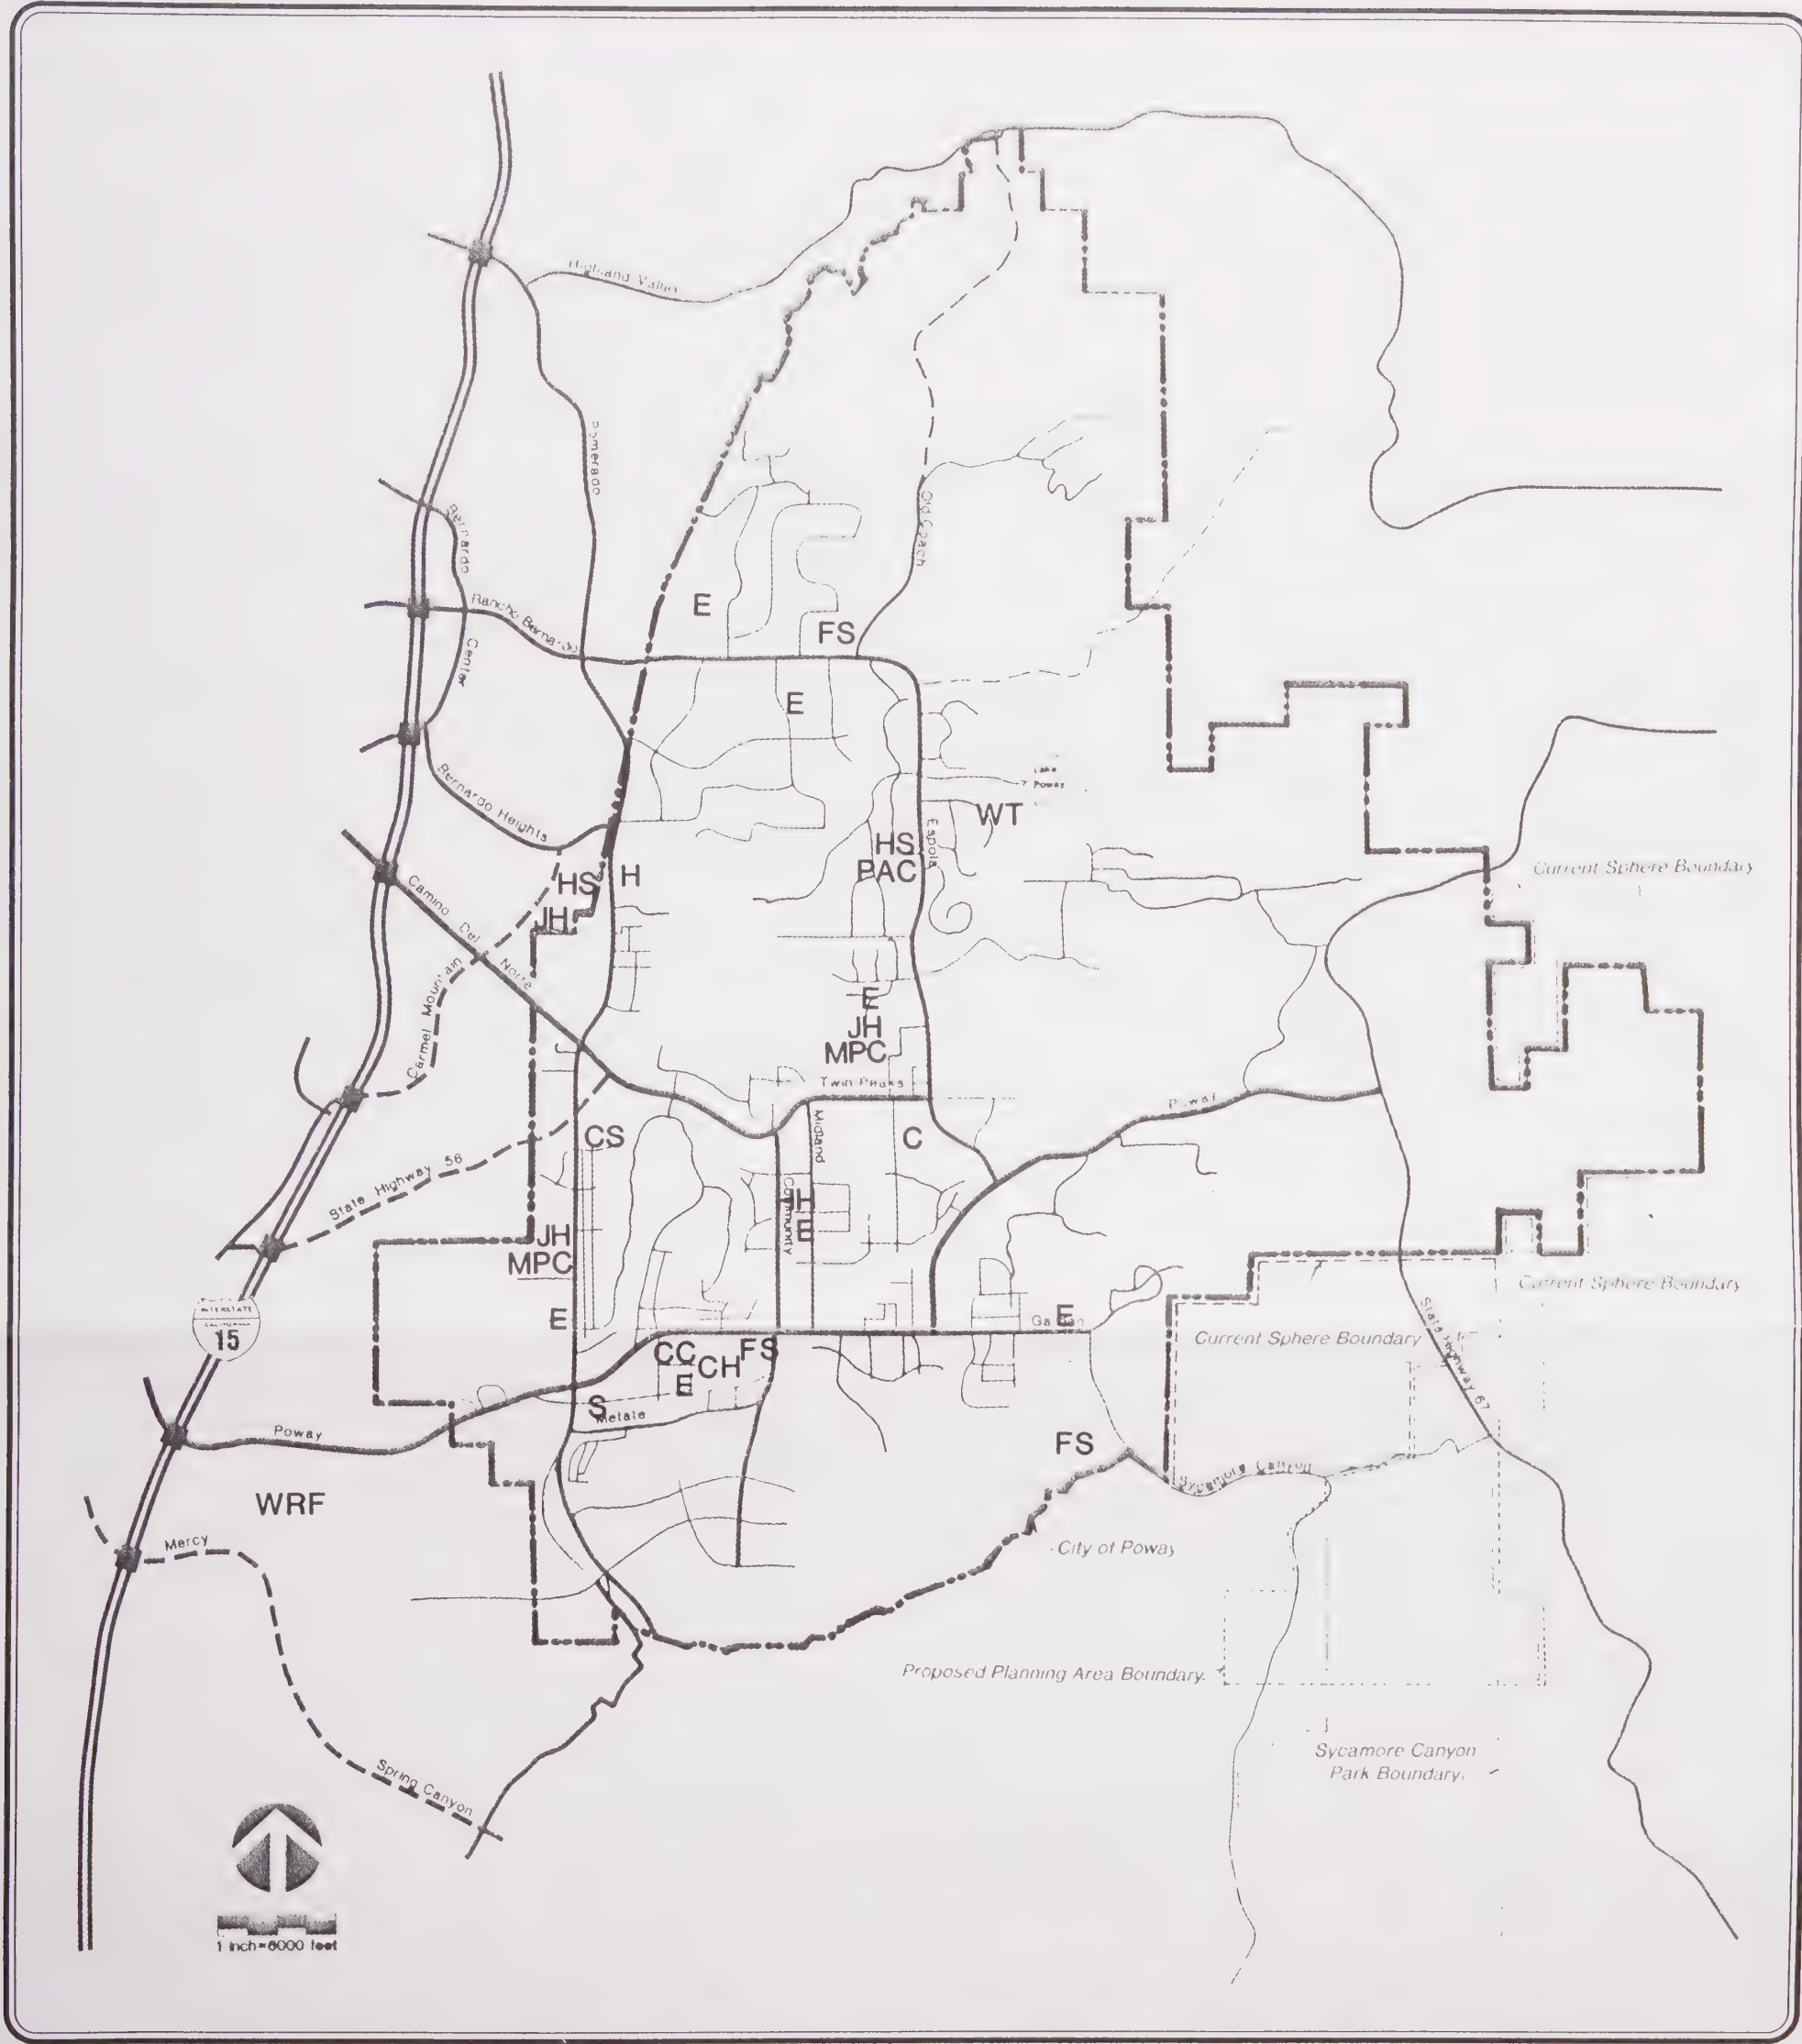 Highland Valley
Pomerado
Bernardo
Center
Old Coach
Rancho Bernardo
E
FS
E
Lake
Poway
Bernardo Heights
WT
Espola
HS
PAC
Current Sphere Boundary
HS
H
JH
Camino Del Norte
Carmel Mountain
E
JH
MPC
Twin Peaks
Poway
Midland
CS
C
State Highway 56
Community
E
JH
MPC
Current Sphere Boundary
INTERSTATE
CALIFORNIA
15
E
E
Current Sphere Boundary
State Highway 67
CC
CH
FS
E
S
Metate
Poway
FS
Sycamore Canyon
WRF
Mercy
City of Poway
Proposed Planning Area Boundary
Sycamore Canyon
Park Boundary
Spring Canyon
1 inch=6000 feet